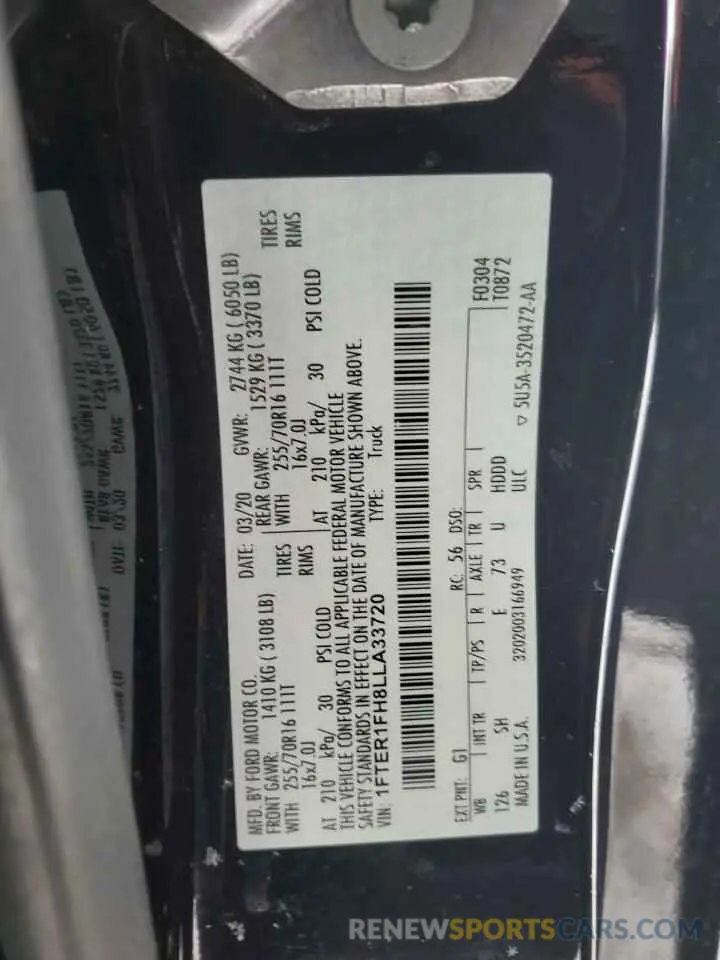 MFD. BY FORD MOTOR CO.
DATE: 03/20 GVWR: 2744 KG ( 6050 LB)
FRONT GAWR: 1410 KG ( 3108 LB)
REAR GAWR: 1529 KG ( 3370 LB)
WITH 255/70R16 111T TIRES
WITH 255/70R16 111T TIRES
16x7.0J RIMS
16x7.0J RIMS
AT 210 kPa/ 30 PSI COLD
AT 210 kPa/ 30 PSI COLD
THIS VEHICLE CONFORMS TO ALL APPLICABLE FEDERAL MOTOR VEHICLE
SAFETY STANDARDS IN EFFECT ON THE DATE OF MANUFACTURE SHOWN ABOVE.
VIN: 1FTER1FH8LLA33720 TYPE: Truck
F0304
T0872
EXT PNT: G1 RC: 56 DSO:
WB INT TR TP/PS R AXLE TR SPR
126 SH E 73 U HDDD
MADE IN U.S.A. 3202003166949 ULC
▽ 5U5A-3520472-AA
RENEWSPORTSCARS.COM